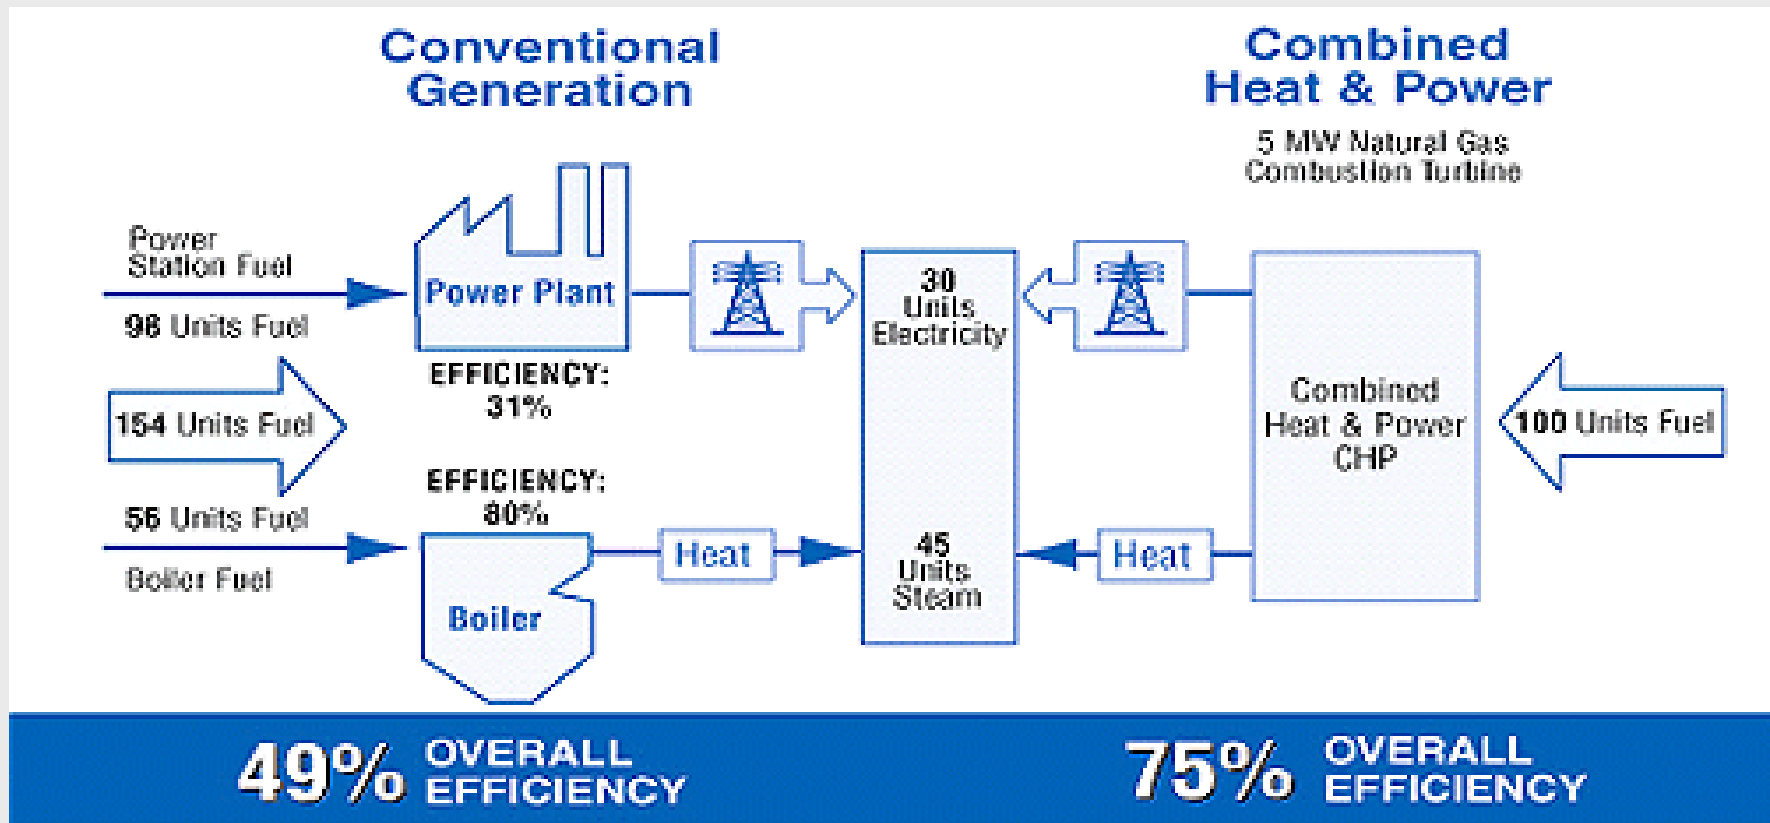 Conventional
Generation
Combined
Heat & Power
5 MW Natural Gas
Combustion Turbine
Power
Station Fuel
98 Units Fuel
Power Plant
EFFICIENCY:
31%
154 Units Fuel
EFFICIENCY:
80%
56 Units Fuel
Boiler Fuel
Boiler
Heat
30
Units
Electricity
45
Units
Steam
Heat
Combined
Heat & Power
CHP
100 Units Fuel
49% OVERALL
EFFICIENCY
75% OVERALL
EFFICIENCY